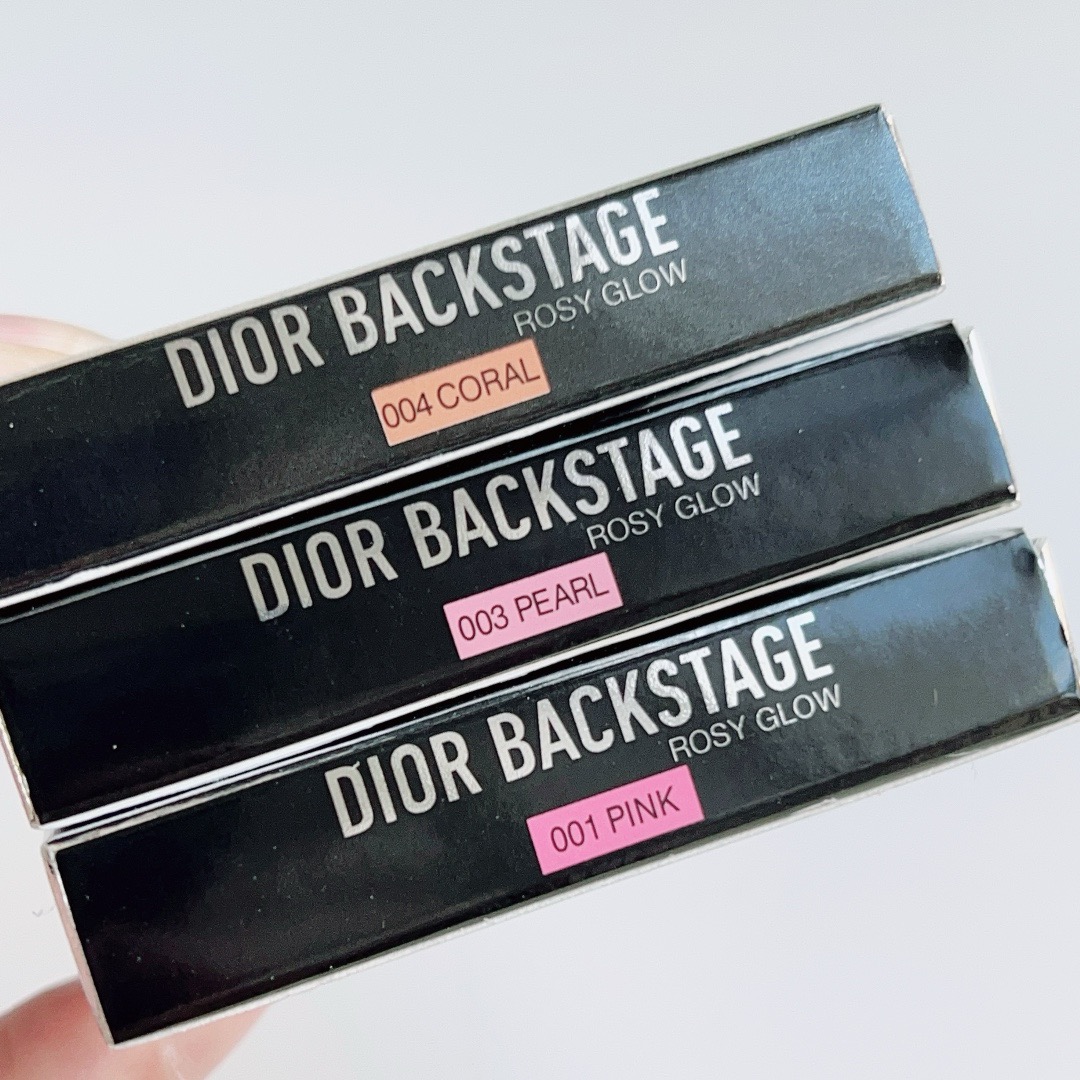 DIOR BACKSTAGE
ROSY GLOW
004 CORAL
DIOR BACKSTAGE
ROSY GLOW
003 PEARL
DIOR BACKSTAGE
ROSY GLOW
001 PINK